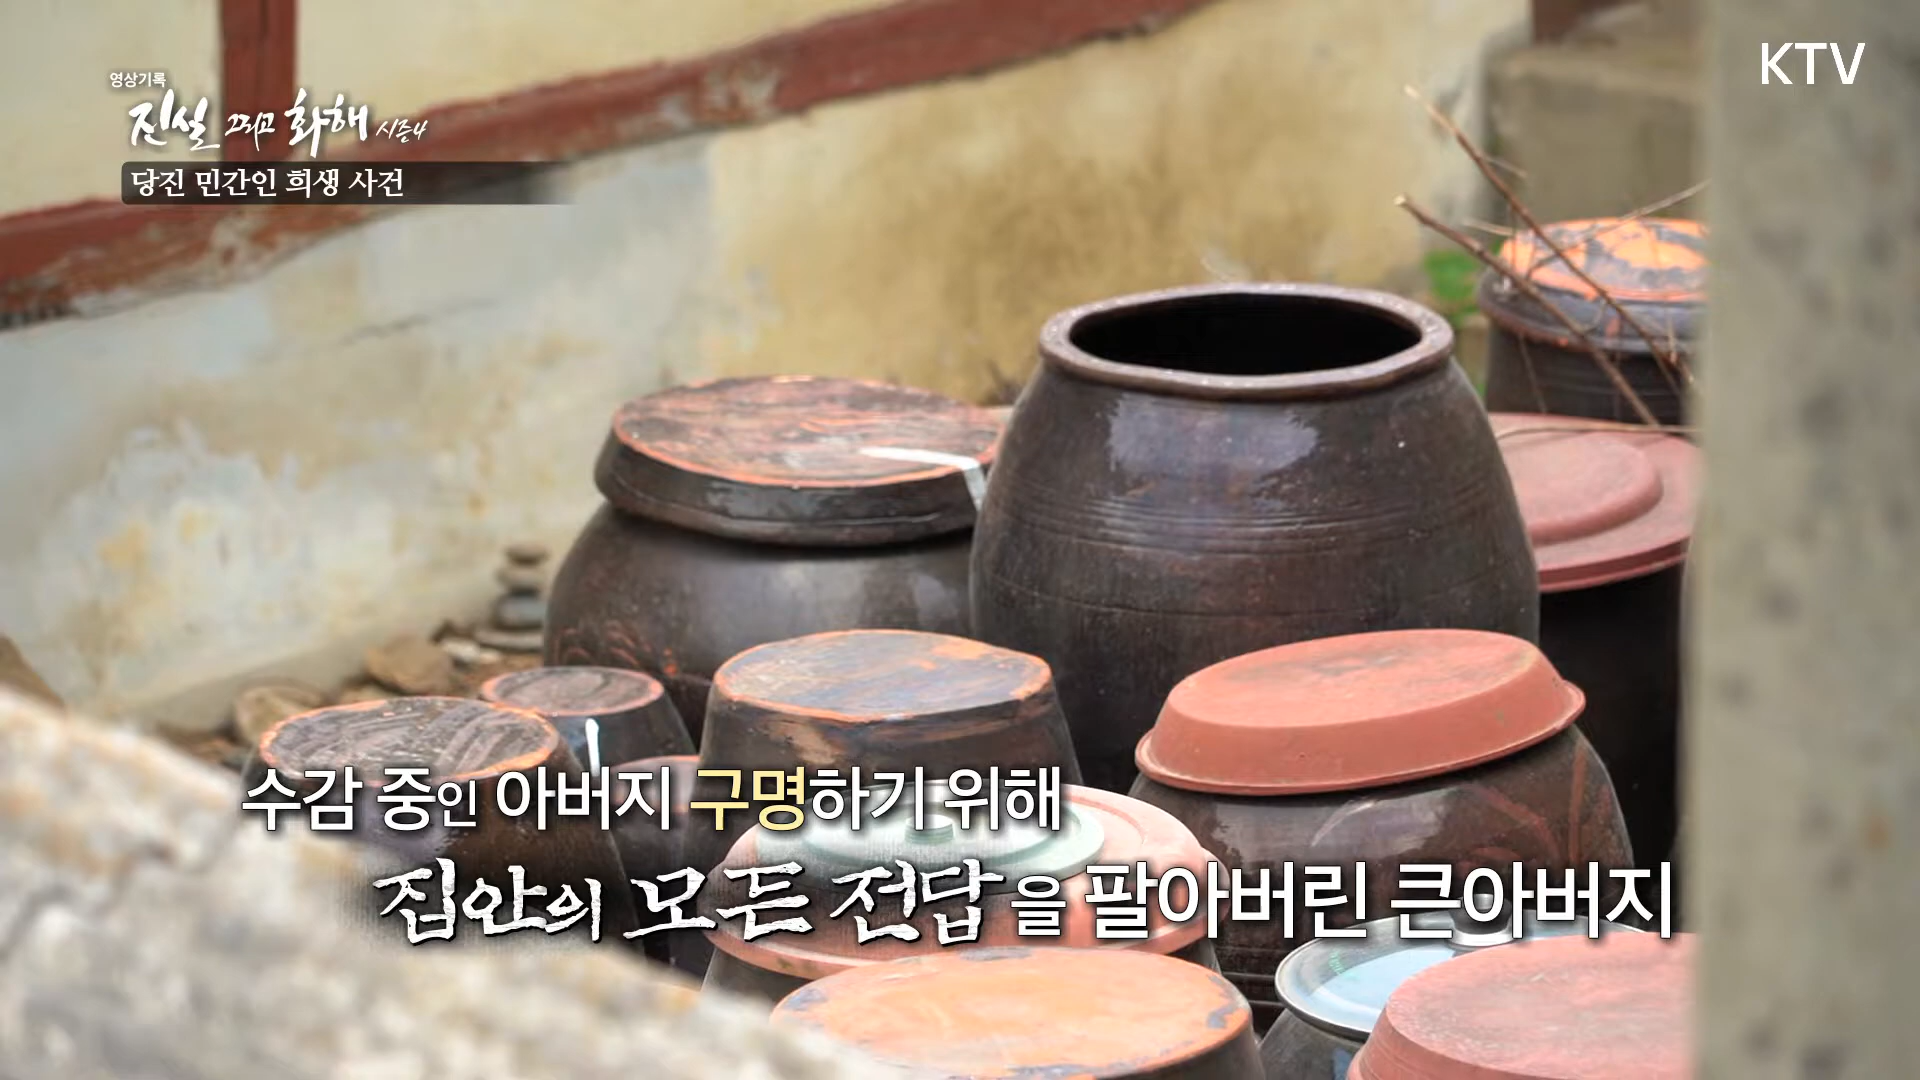 영상기록
진실 그리고 화해 시즌4
당진 민간인 희생 사건
KTV
수감 중인 아버지 구명하기 위해
집안의 모든 전답을 팔아버린 큰아버지